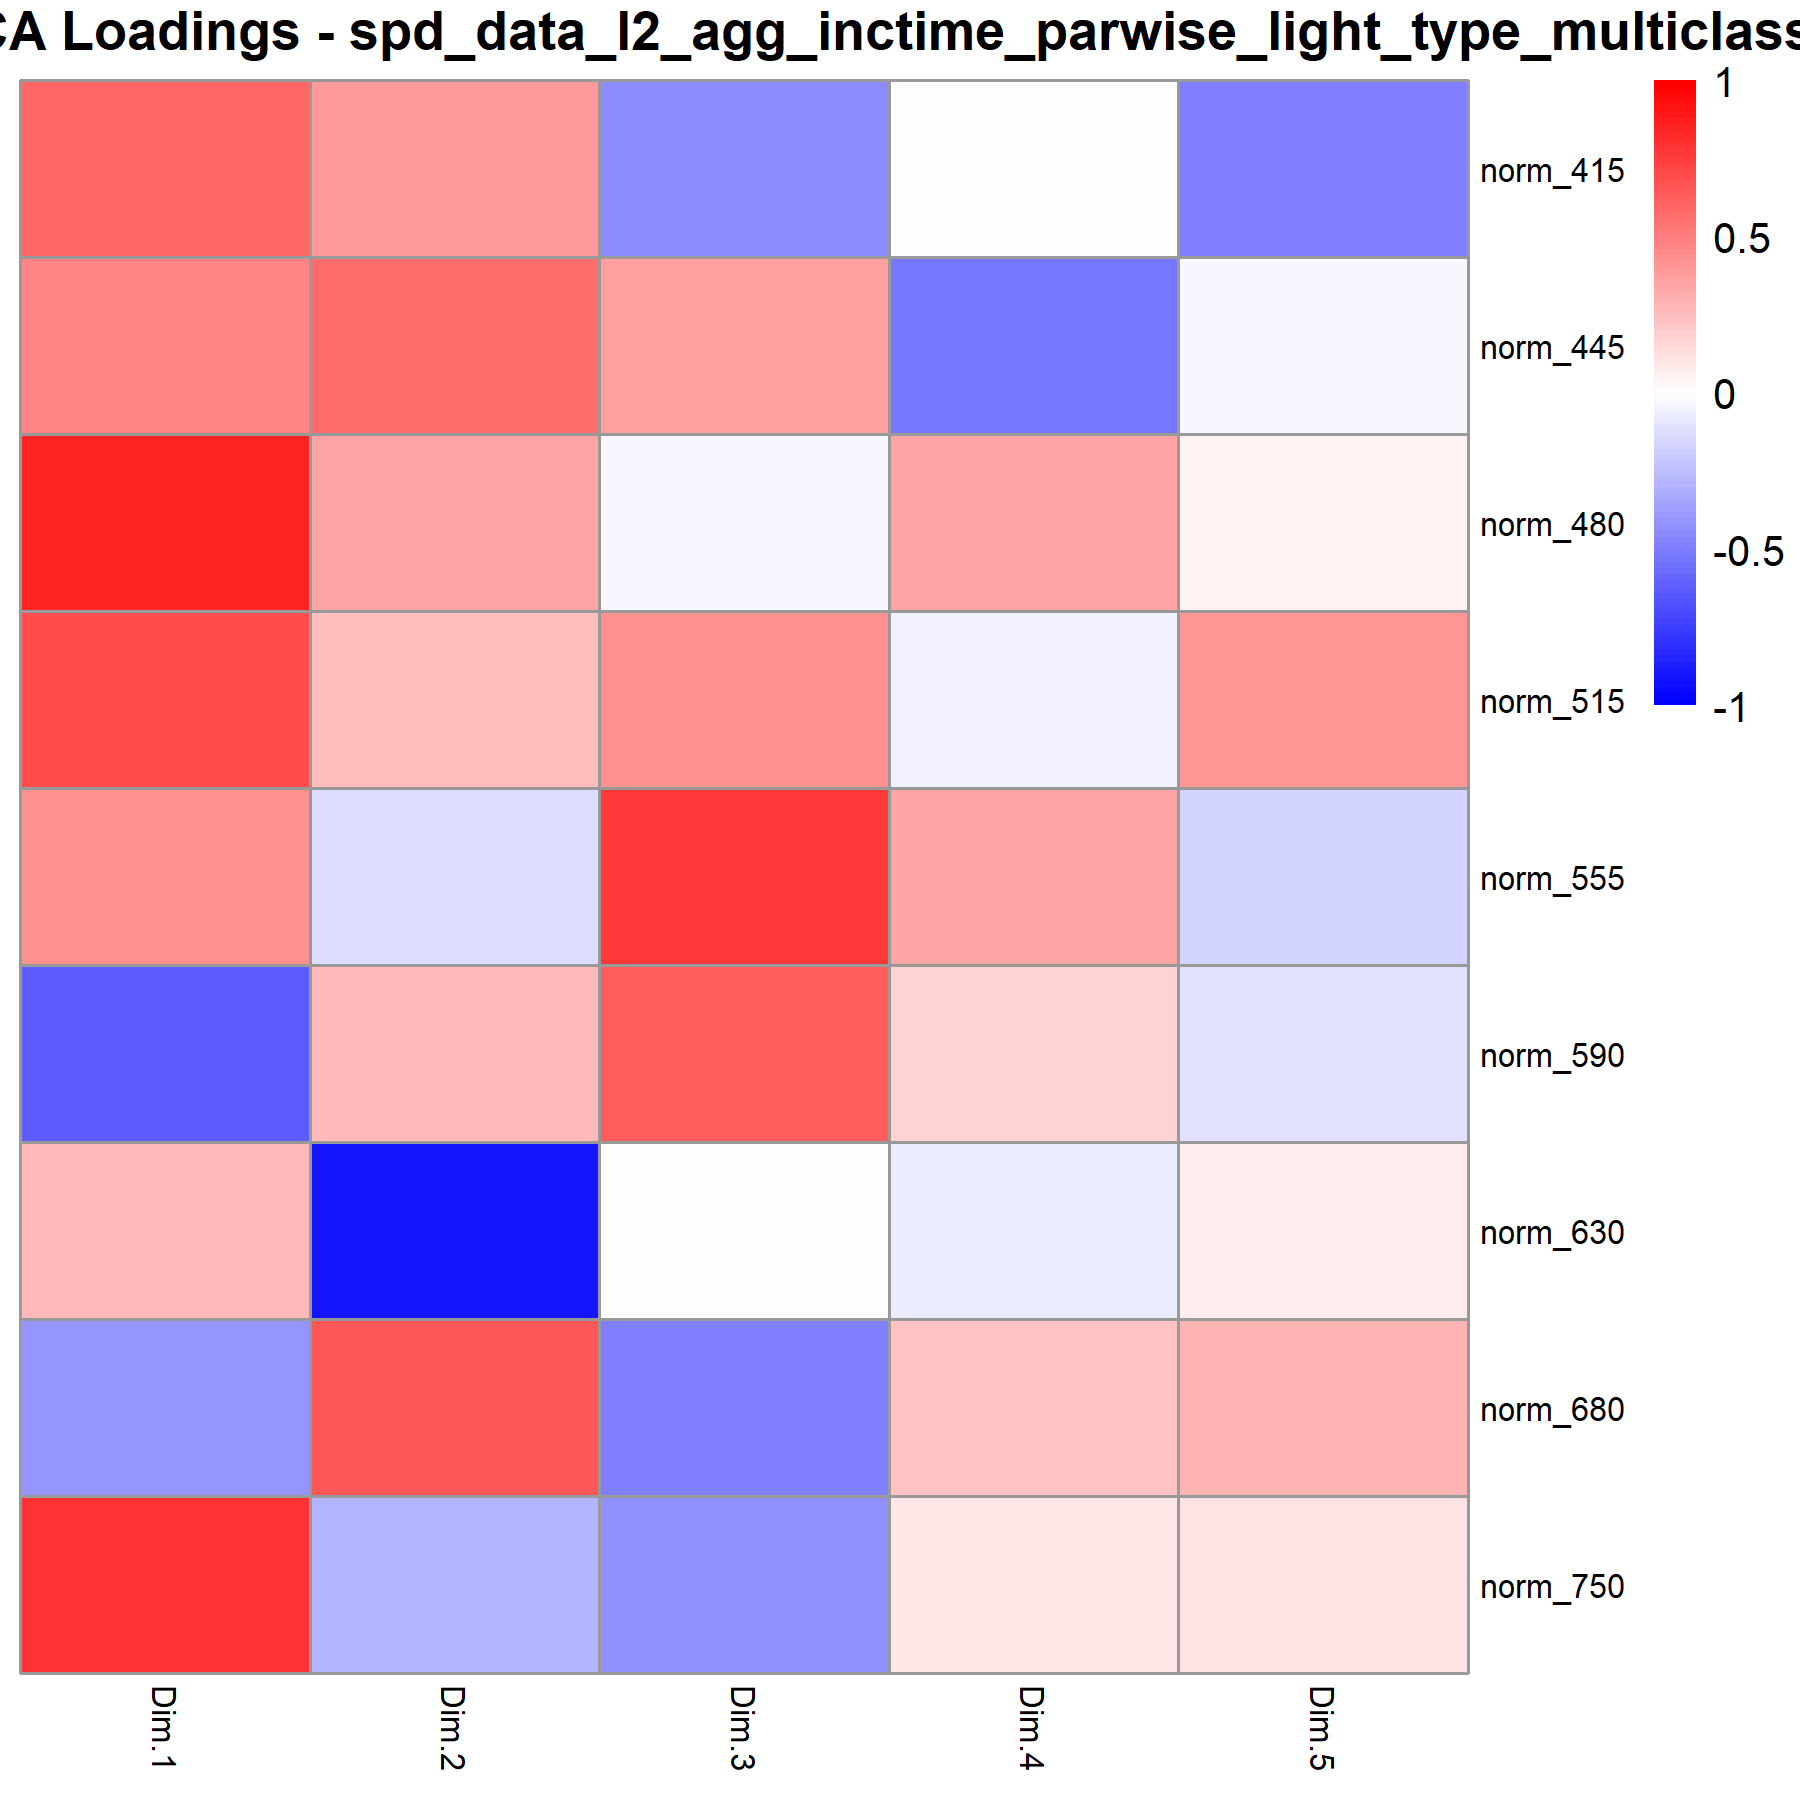 CA Loadings - spd_data_l2_agg_inctime_parwise_light_type_multiclass
1
0.5
0
-0.5
-1
norm_415
norm_445
norm_480
norm_515
norm_555
norm_590
norm_630
norm_680
norm_750
Dim.1
Dim.2
Dim.3
Dim.4
Dim.5